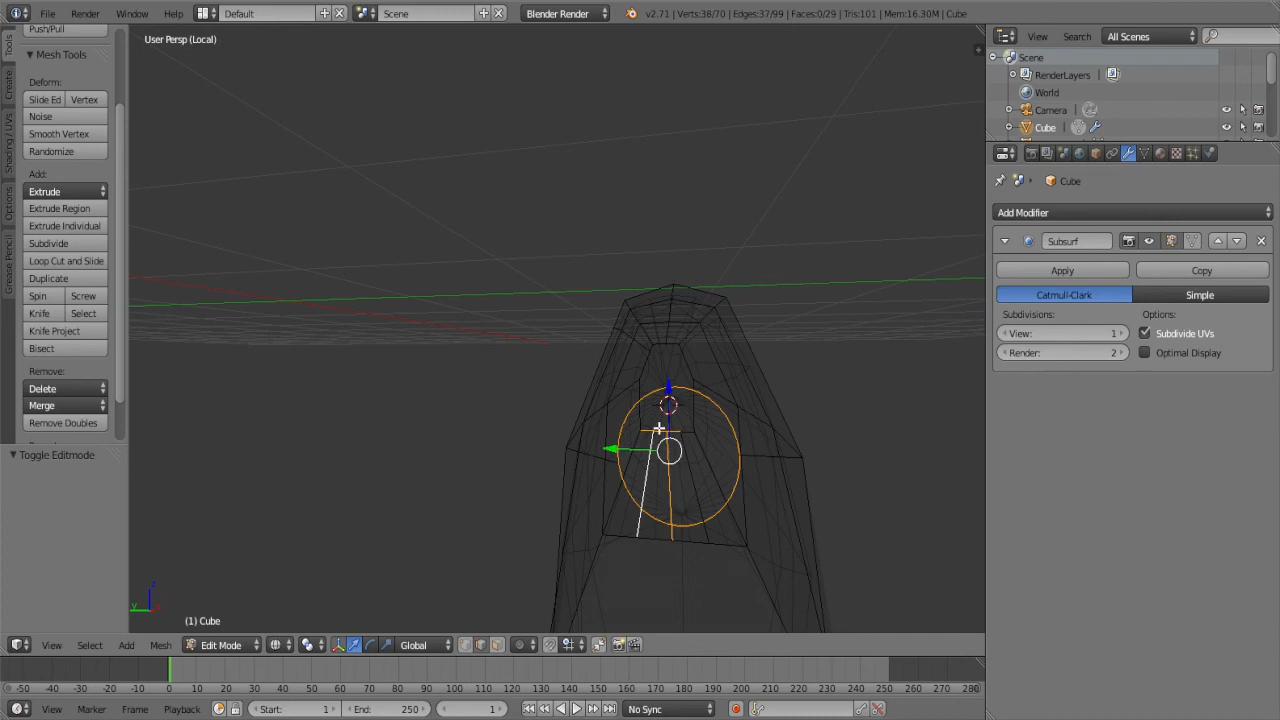 File Render Window Help Default Scene Blender Render v2.71 | Verts:38/70 | Edges:37/99 | Faces:0/29 | Tris:101 | Mem:16.30M | Cube
Push/Pull
Mesh Tools
Deform:
Slide Ed Vertex
Noise
Smooth Vertex
Randomize
Add:
Extrude
Extrude Region
Extrude Individual
Subdivide
Loop Cut and Slide
Duplicate
Spin Screw
Knife Select
Knife Project
Bisect
Remove:
Delete
Merge
Remove Doubles
Toggle Editmode
Tools
Create
Shading / UVs
Options
Grease Pencil
User Persp (Local)
z
y
x
(1) Cube
View Search All Scenes
Scene
RenderLayers
World
Camera
Cube
Cube
Add Modifier
Subsurf
Apply Copy
Catmull-Clark Simple
Subdivisions: Options:
View: 1 Subdivide UVs
Render: 2 Optimal Display
View Select Add Mesh Edit Mode Global
-50 -40 -30 -20 -10 0 10 20 30 40 50 60 70 80 90 100 110 120 130 140 150 160 170 180 190 200 210 220 230 240 250 260 270 280
View Marker Frame Playback Start: 1 End: 250 1 No Sync